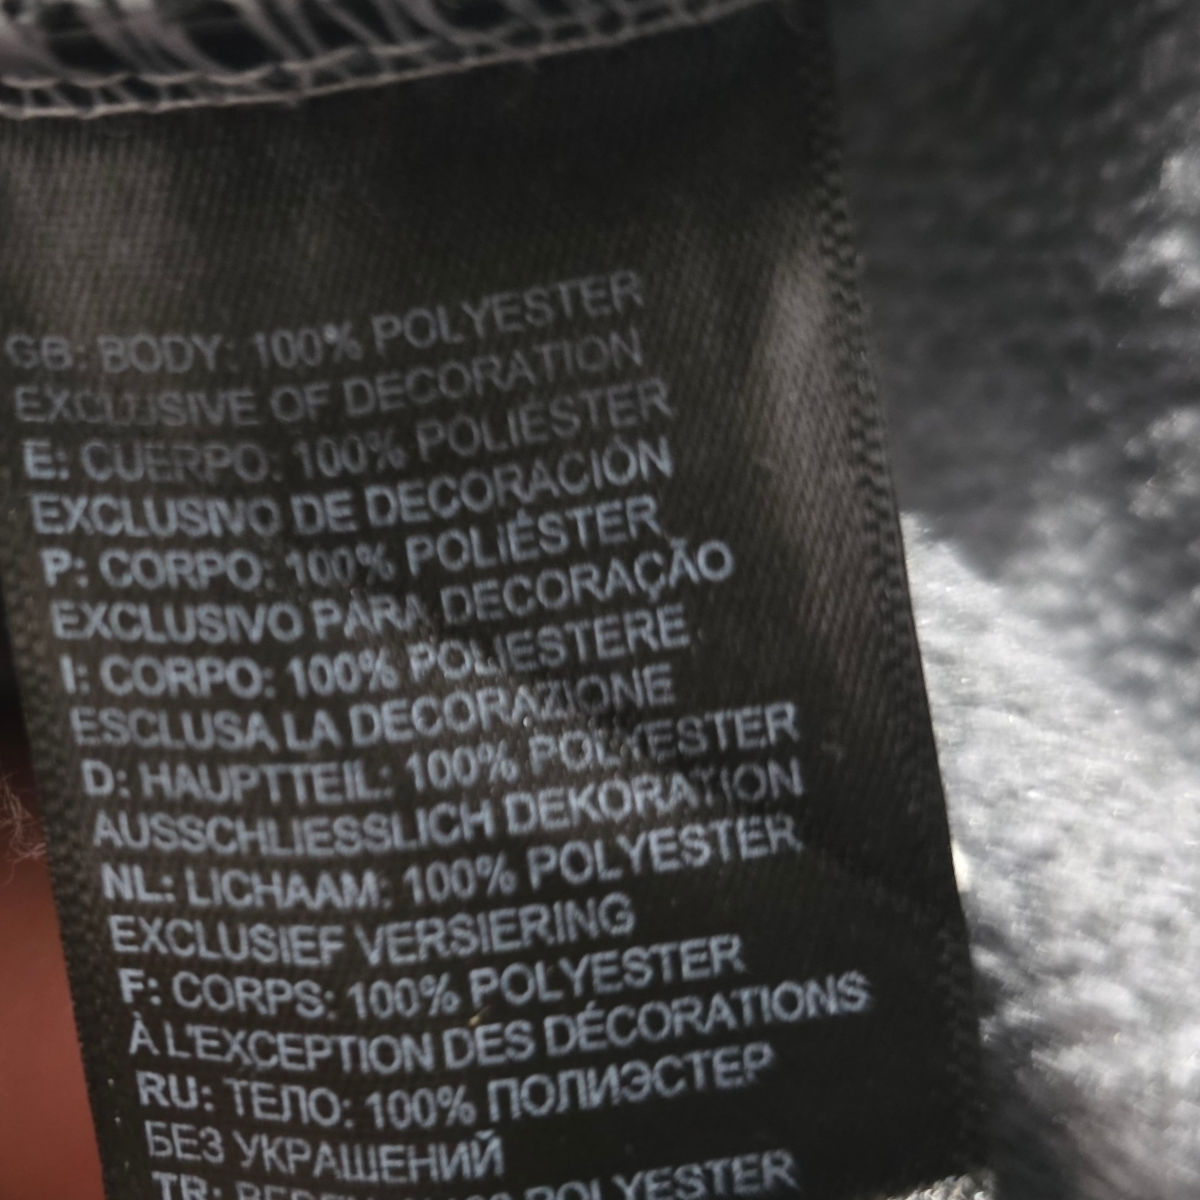 GB: BODY: 100% POLYESTER
EXCLUSIVE OF DECORATION
E: CUERPO: 100% POLIÉSTER
EXCLUSIVO DE DECORACIÓN
P: CORPO: 100% POLIÉSTER
EXCLUSIVO PARA DECORAÇÃO
I: CORPO: 100% POLIESTERE
ESCLUSA LA DECORAZIONE
D: HAUPTTEIL: 100% POLYESTER
AUSSCHLIESSLICH DEKORATION
NL: LICHAAM: 100% POLYESTER
EXCLUSIEF VERSIERING
F: CORPS: 100% POLYESTER
À L'EXCEPTION DES DÉCORATIONS
RU: ТЕЛО: 100% ПОЛИЭСТЕР
БЕЗ УКРАШЕНИЙ
TR: POLYESTER